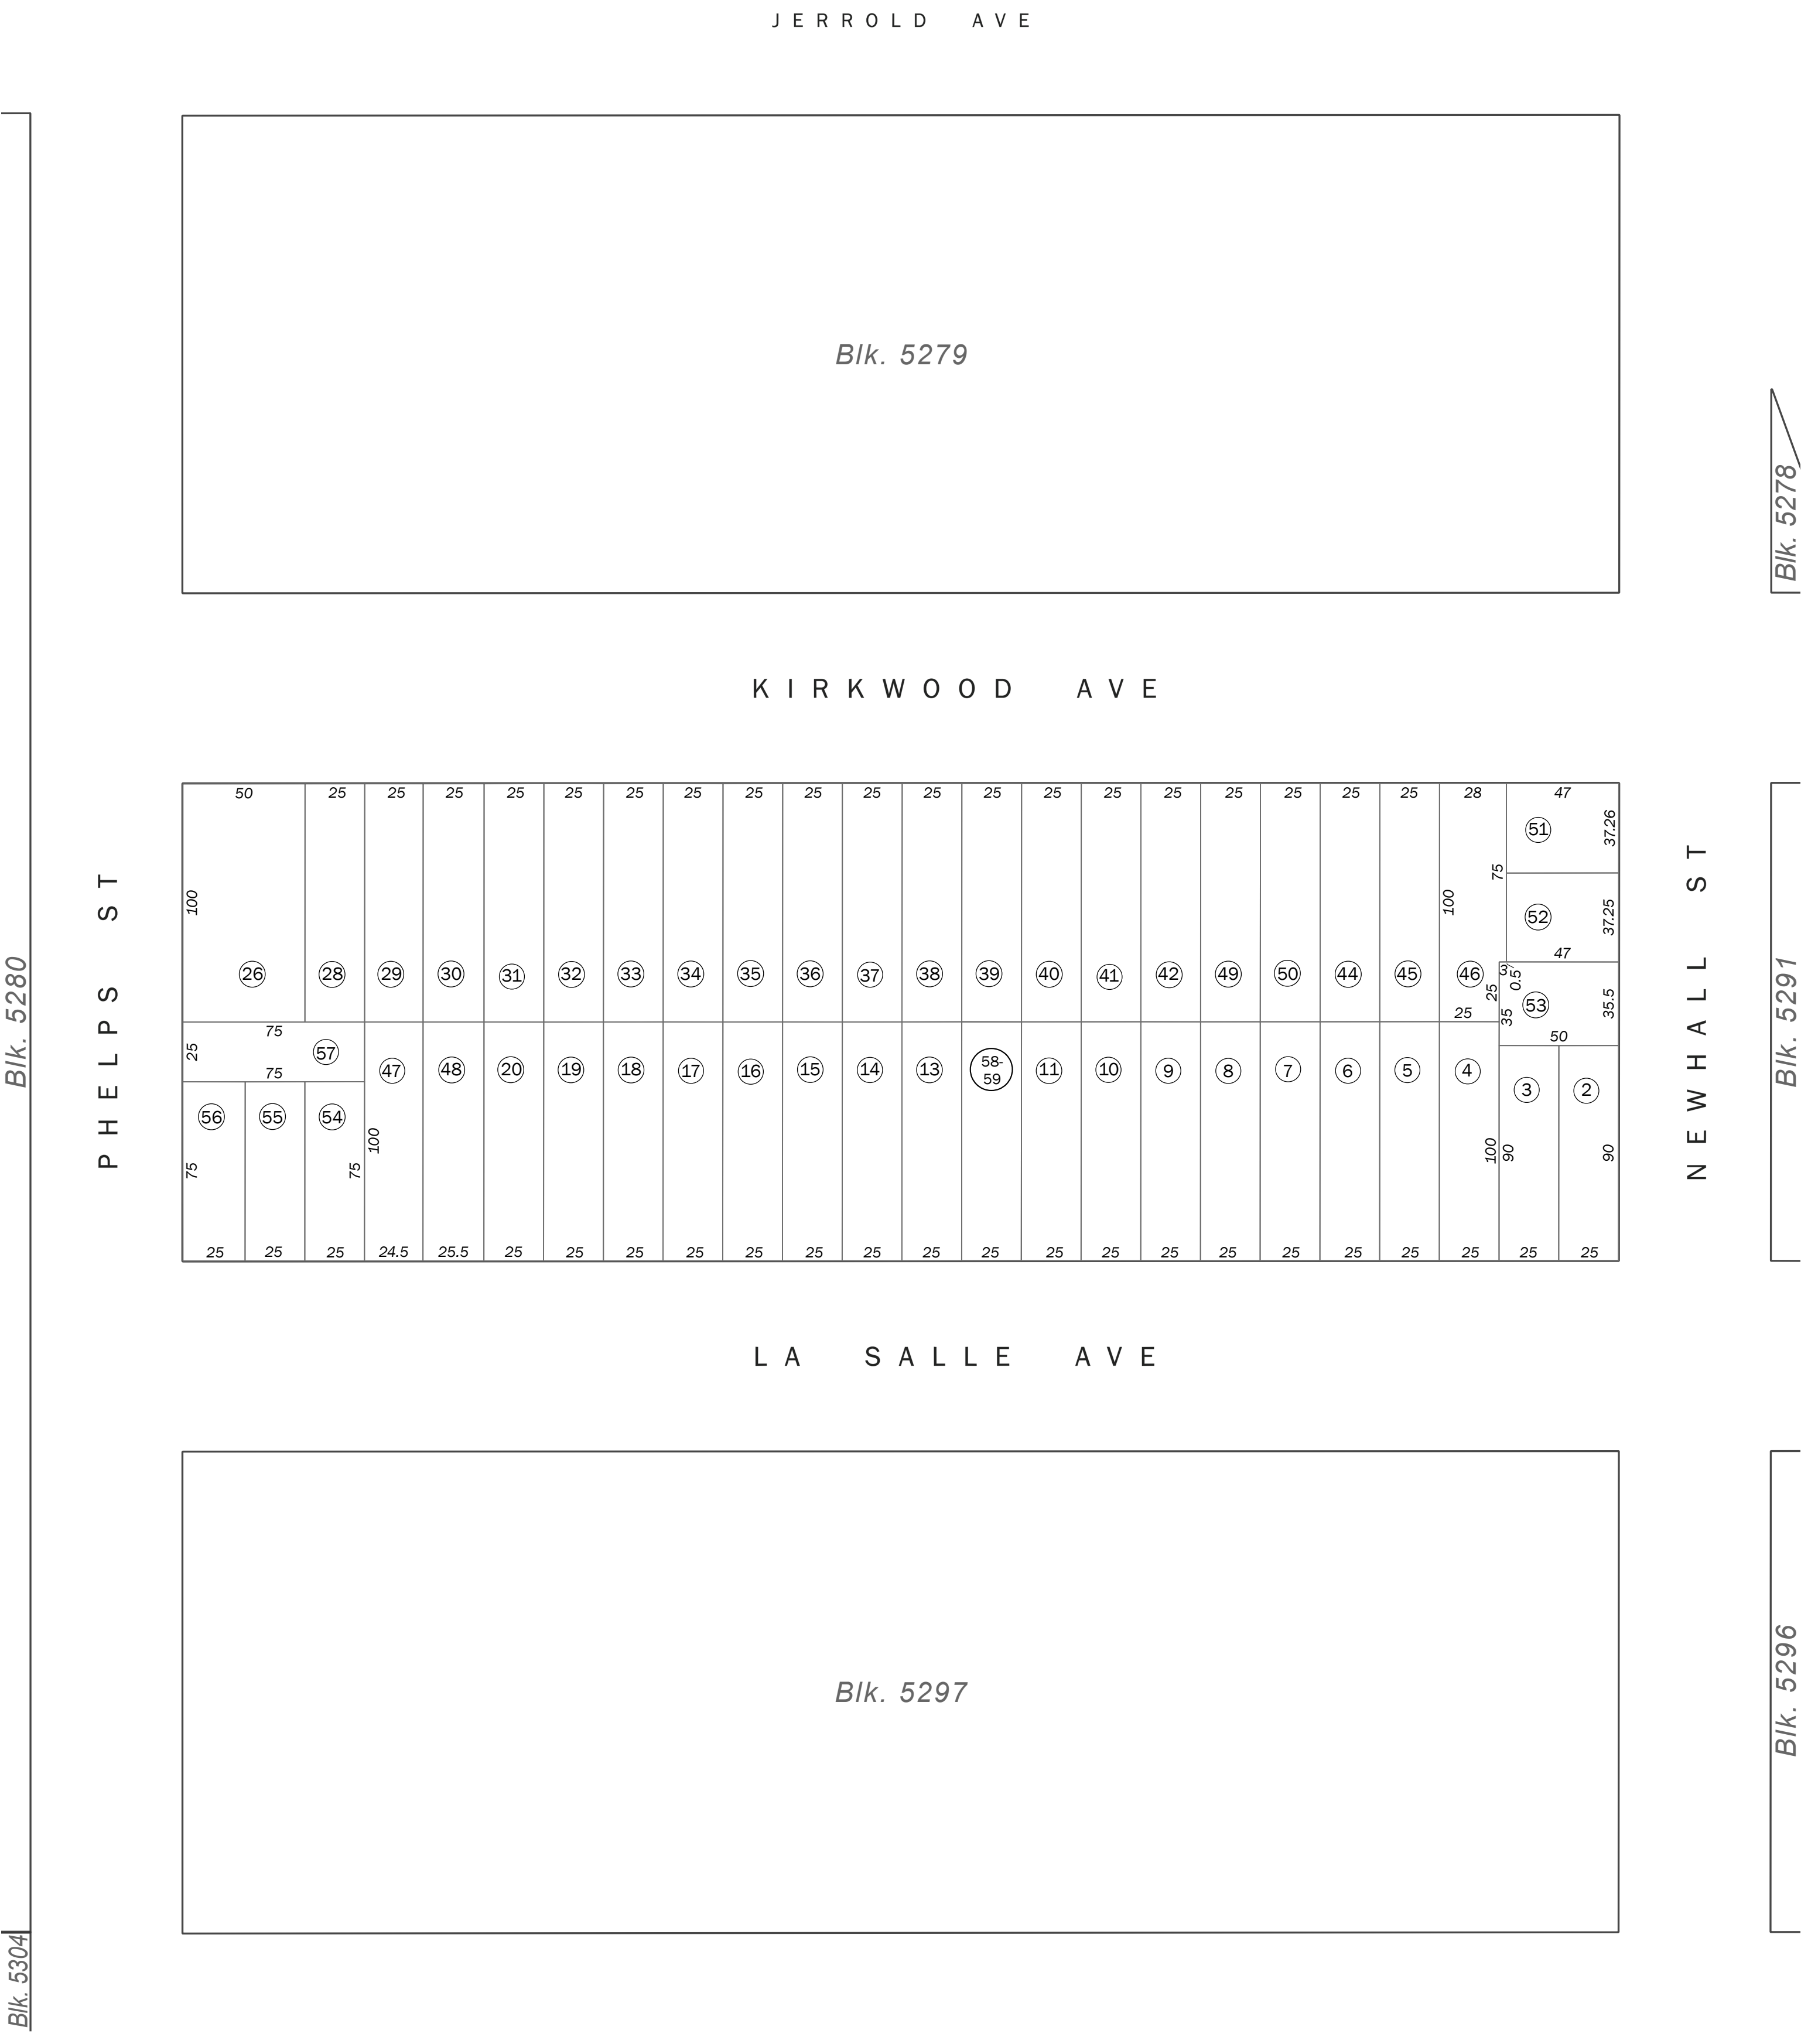 JERROLD AVE
Blk. 5279
Blk. 5278
KIRKWOOD AVE
50 25 25 25 25 25 25 25 25 25 25 25 25 25 25 25 25 25 25 25 28 47
51
37.26
75
100
100
52
37.25
47
26 28 29 30 31 32 33 34 35 36 37 38 39 40 41 42 49 50 44 45 46
3
0.5
25
25
53
35
35.5
50
75
25
57
75
47 48 20 19 18 17 16 15 14 13 58-
59
11 10 9 8 7 6 5 4 3 2
56 55 54
75
75
100
100
90
90
25 25 25 24.5 25.5 25 25 25 25 25 25 25 25 25 25 25 25 25 25 25 25 25 25 25
PHELPS ST
NEWHALL ST
Blk. 5280
Blk. 5291
LA SALLE AVE
Blk. 5297
Blk. 5296
Blk. 5304